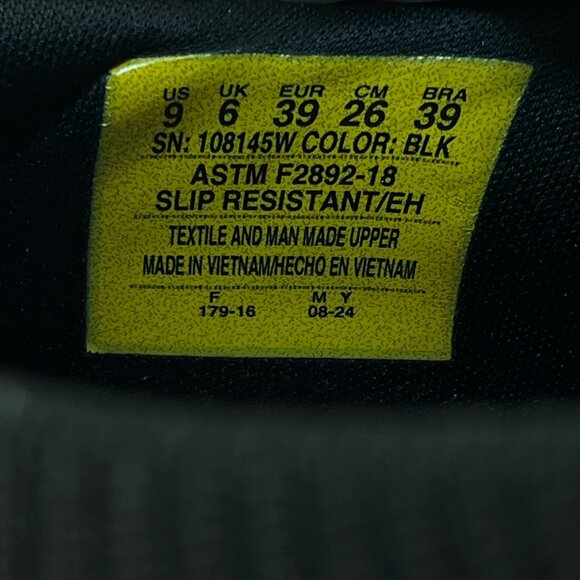 US UK EUR CM BRA
9 6 39 26 39
SN: 108145W COLOR: BLK
ASTM F2892-18
SLIP RESISTANT/EH
TEXTILE AND MAN MADE UPPER
MADE IN VIETNAM/HECHO EN VIETNAM
F M Y
179-16 08-24